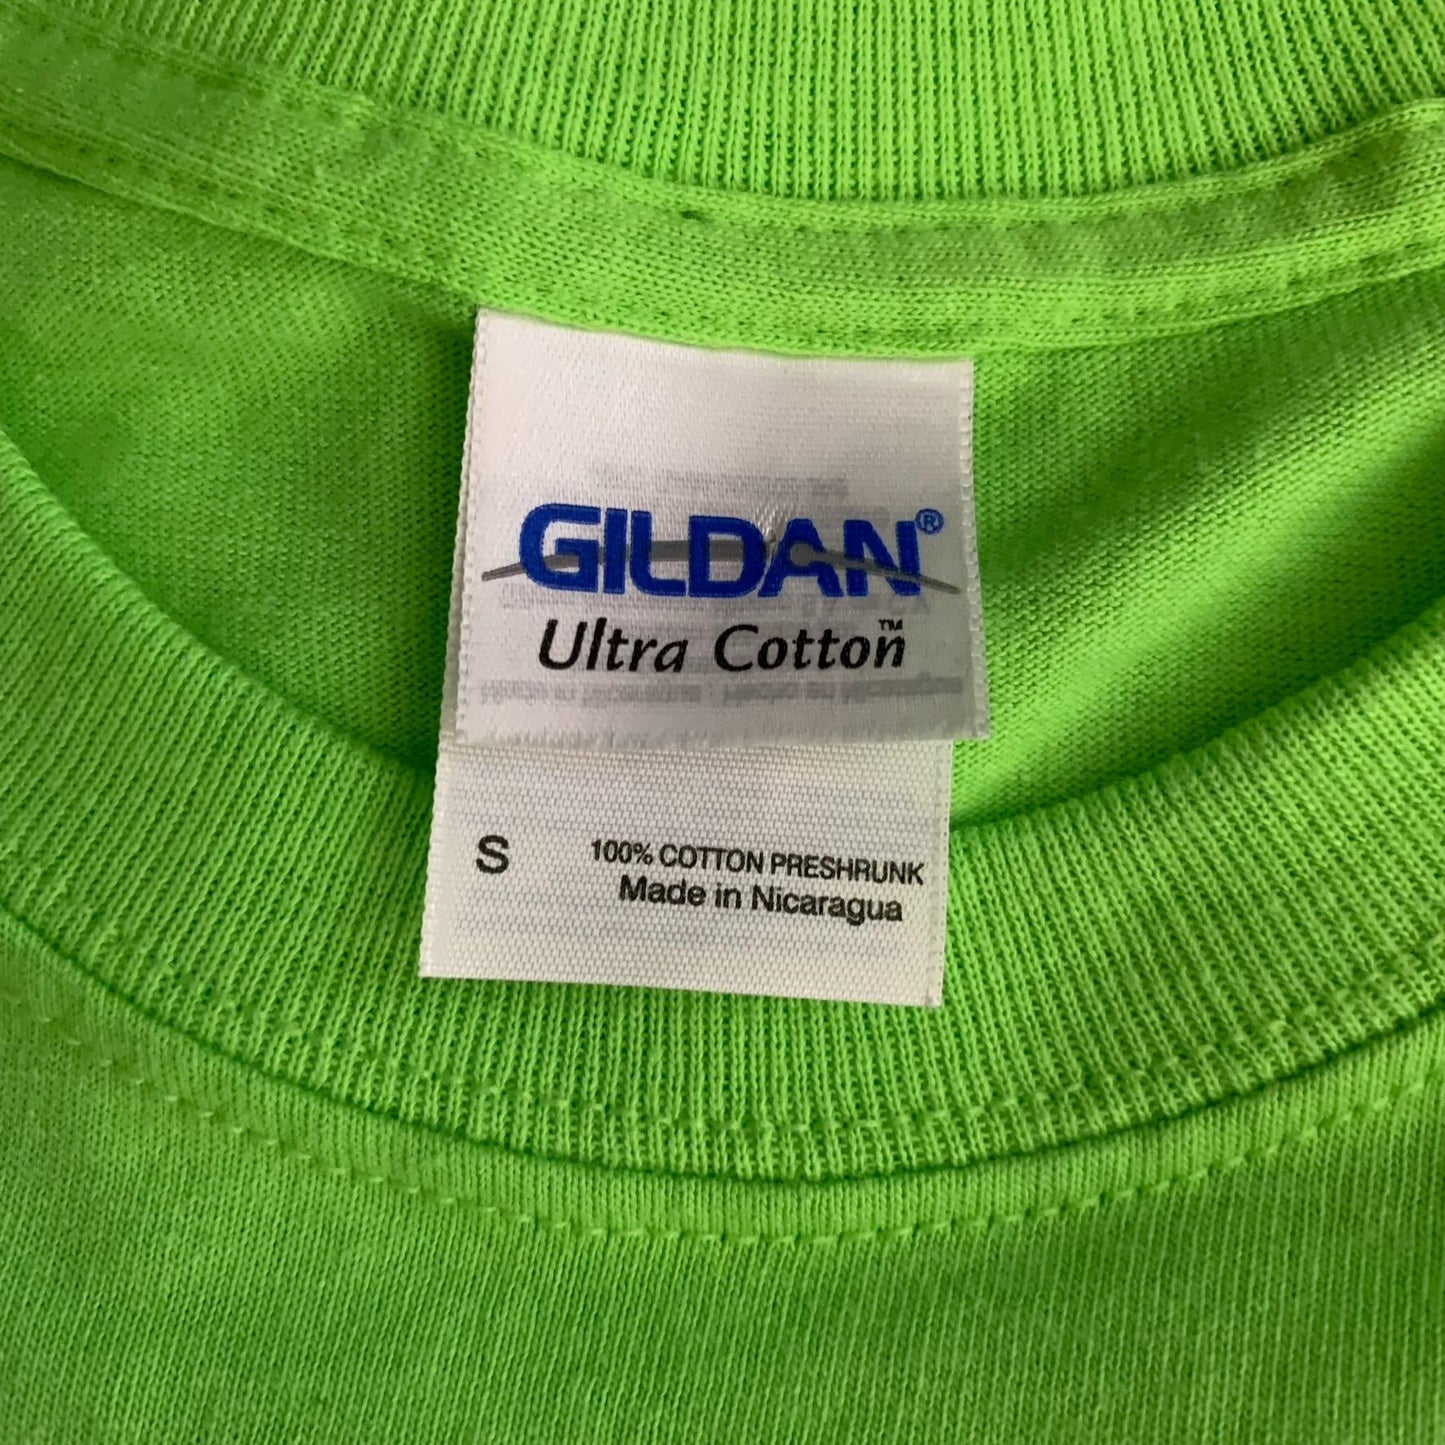 GILDAN®
Ultra Cotton™
S 100% COTTON PRESHRUNK
Made in Nicaragua